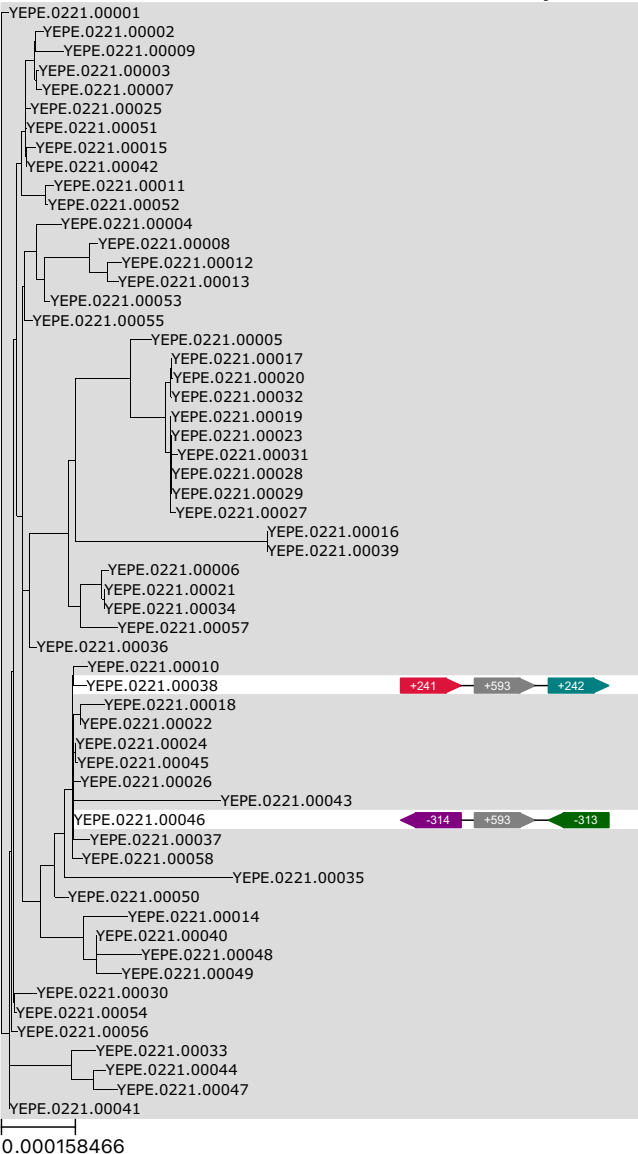 YEPE.0221.00001
YEPE.0221.00002
YEPE.0221.00009
YEPE.0221.00003
YEPE.0221.00007
YEPE.0221.00025
YEPE.0221.00051
YEPE.0221.00015
YEPE.0221.00042
YEPE.0221.00011
YEPE.0221.00052
YEPE.0221.00004
YEPE.0221.00008
YEPE.0221.00012
YEPE.0221.00013
YEPE.0221.00053
YEPE.0221.00055
YEPE.0221.00005
YEPE.0221.00017
YEPE.0221.00020
YEPE.0221.00032
YEPE.0221.00019
YEPE.0221.00023
YEPE.0221.00031
YEPE.0221.00028
YEPE.0221.00029
YEPE.0221.00027
YEPE.0221.00016
YEPE.0221.00039
YEPE.0221.00006
YEPE.0221.00021
YEPE.0221.00034
YEPE.0221.00057
YEPE.0221.00036
YEPE.0221.00010
YEPE.0221.00038 +241 +593 +242
YEPE.0221.00018
YEPE.0221.00022
YEPE.0221.00024
YEPE.0221.00045
YEPE.0221.00026
YEPE.0221.00043
YEPE.0221.00046 -314 +593 -313
YEPE.0221.00037
YEPE.0221.00058
YEPE.0221.00035
YEPE.0221.00050
YEPE.0221.00014
YEPE.0221.00040
YEPE.0221.00048
YEPE.0221.00049
YEPE.0221.00030
YEPE.0221.00054
YEPE.0221.00056
YEPE.0221.00033
YEPE.0221.00044
YEPE.0221.00047
YEPE.0221.00041
0.000158466